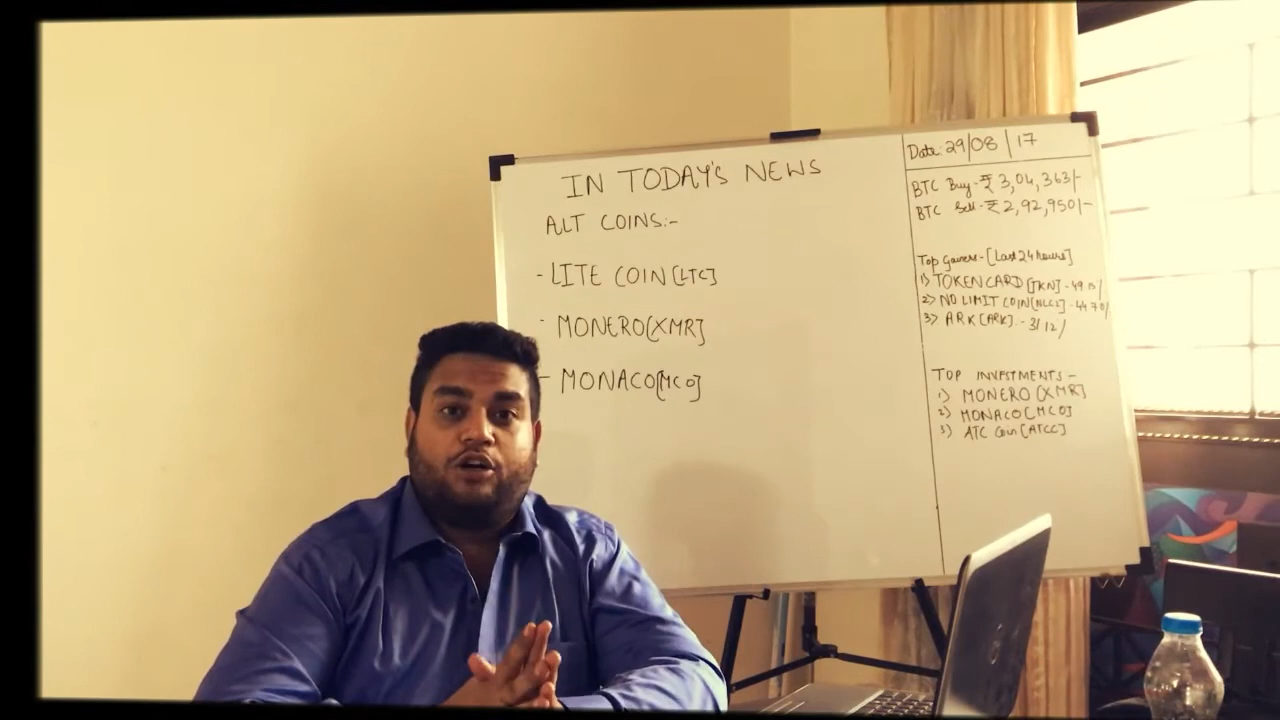 IN TODAY'S NEWS
ALT COINS:-
- LITE COIN [LTC]
- MONERO [XMR]
- MONACO [MCO]
Date: 29/08/17
BTC Buy - ₹ 3,04,363/-
BTC Sell - ₹ 2,92,950/-
Top Gainers - [Last 24 hours]
1) TOKEN CARD [TKN] - 49
2) NO LIMIT COIN [NLC2] - 44
3) ARK [ARK] - 31
TOP INVESTMENTS -
1) MONERO [XMR]
2) MONACO [MCO]
3) ATC Coin [ATCC]